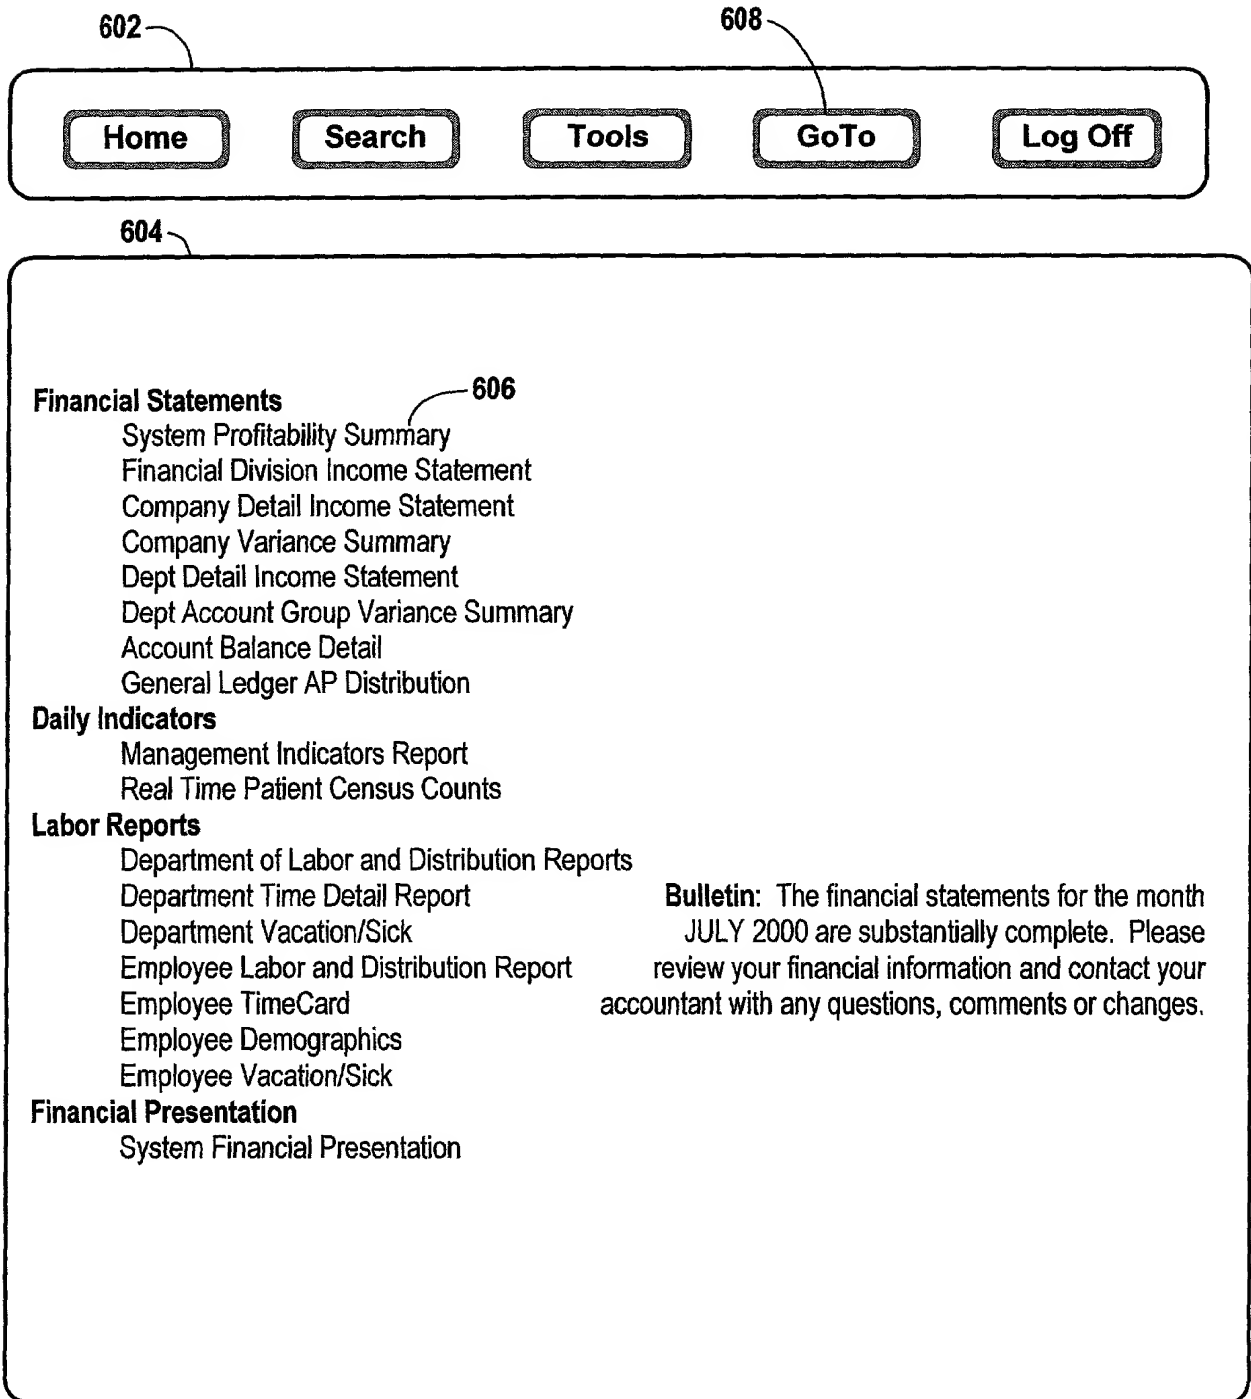 602
608
Home Search Tools GoTo Log Off
604
Financial Statements
606
System Profitability Summary
Financial Division Income Statement
Company Detail Income Statement
Company Variance Summary
Dept Detail Income Statement
Dept Account Group Variance Summary
Account Balance Detail
General Ledger AP Distribution
Daily Indicators
Management Indicators Report
Real Time Patient Census Counts
Labor Reports
Department of Labor and Distribution Reports
Department Time Detail Report
Department Vacation/Sick
Employee Labor and Distribution Report
Employee TimeCard
Employee Demographics
Employee Vacation/Sick
Financial Presentation
System Financial Presentation
Bulletin: The financial statements for the month
JULY 2000 are substantially complete. Please
review your financial information and contact your
accountant with any questions, comments or changes.